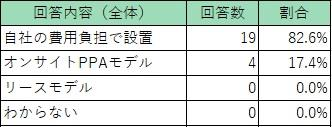 回答内容（全体） 回答数 割合
自社の費用負担で設置 19 82.6%
オンサイトPPAモデル 4 17.4%
リースモデル 0 0.0%
わからない 0 0.0%